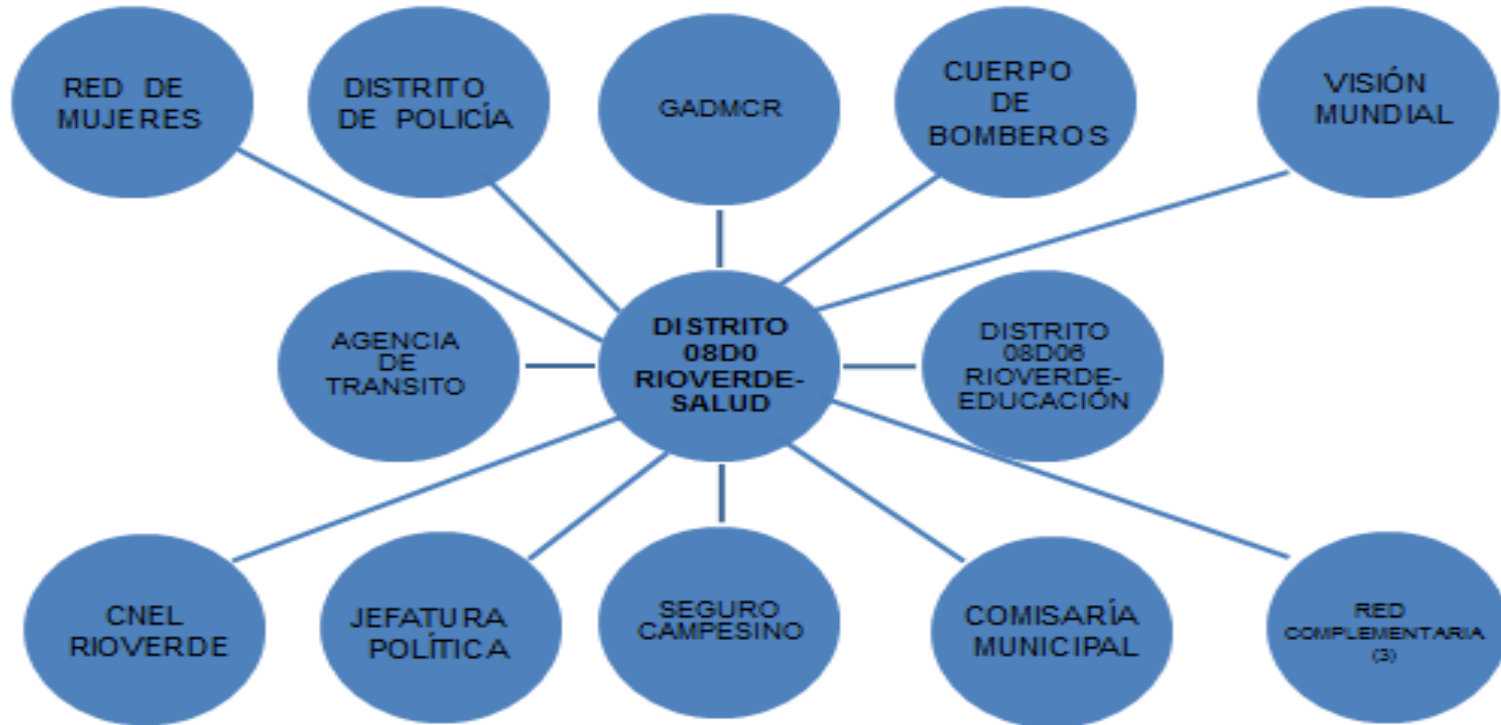 RED DE
MUJERES
DISTRITO
DE POLICÍA
GADMCR
CUERPO
DE
BOMBEROS
VISIÓN
MUNDIAL
AGENCIA
DE
TRANSITO
DISTRITO
08D0
RIOVERDE-
SALUD
DISTRITO
08D06
RIOVERDE-
EDUCACIÓN
CNEL
RIOVERDE
JEFATURA
POLÍTICA
SEGURO
CAMPESINO
COMISARÍA
MUNICIPAL
RED
COMPLEMENTARIA
(3)